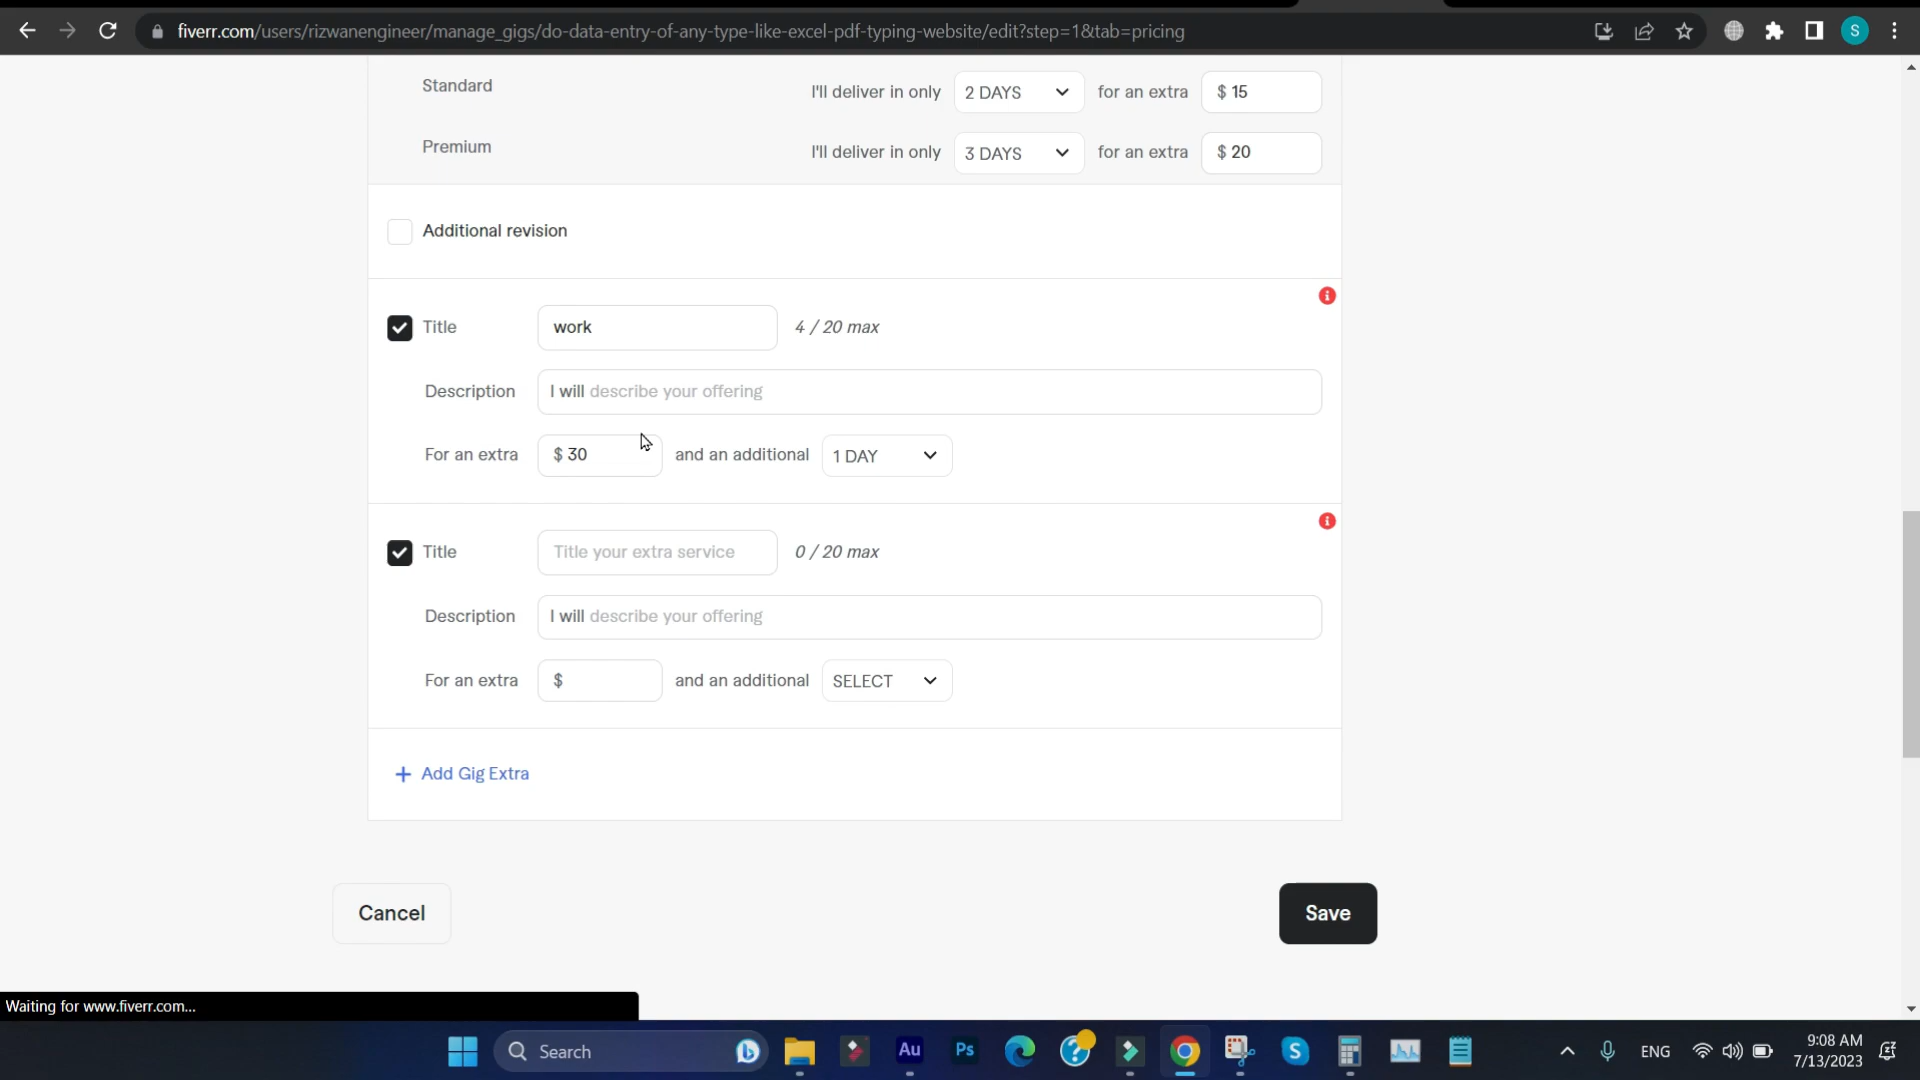 fiverr.com/users/rizwanengineer/manage_gigs/do-data-entry-of-any-type-like-excel-pdf-typing-website/edit?step=1&tab=pricing
S
Standard I'll deliver in only 2 DAYS for an extra $ 15
Premium I'll deliver in only 3 DAYS for an extra $ 20
Additional revision
Title work 4 / 20 max
Description I will describe your offering
For an extra $ 30 and an additional 1 DAY
Title Title your extra service 0 / 20 max
Description I will describe your offering
For an extra $ and an additional SELECT
+ Add Gig Extra
Cancel Save
Waiting for www.fiverr.com...
Search Au Ps ENG 9:08 AM
7/13/2023